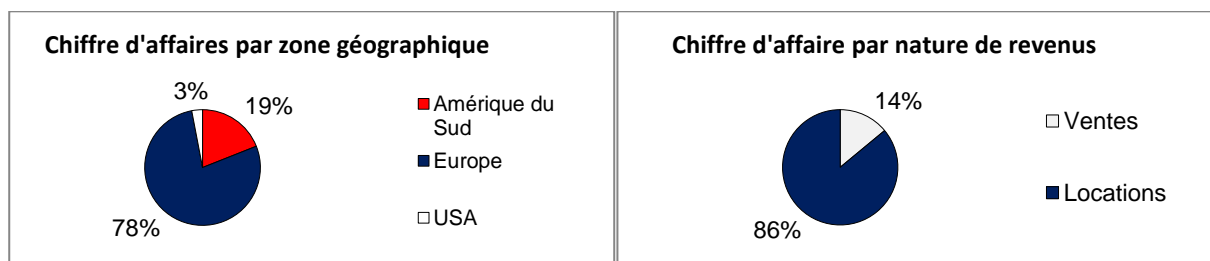 Chiffre d'affaires par zone géographique
3%
19%
78%
Amérique du
Sud
Europe
USA
Chiffre d'affaire par nature de revenus
14%
86%
Ventes
Locations